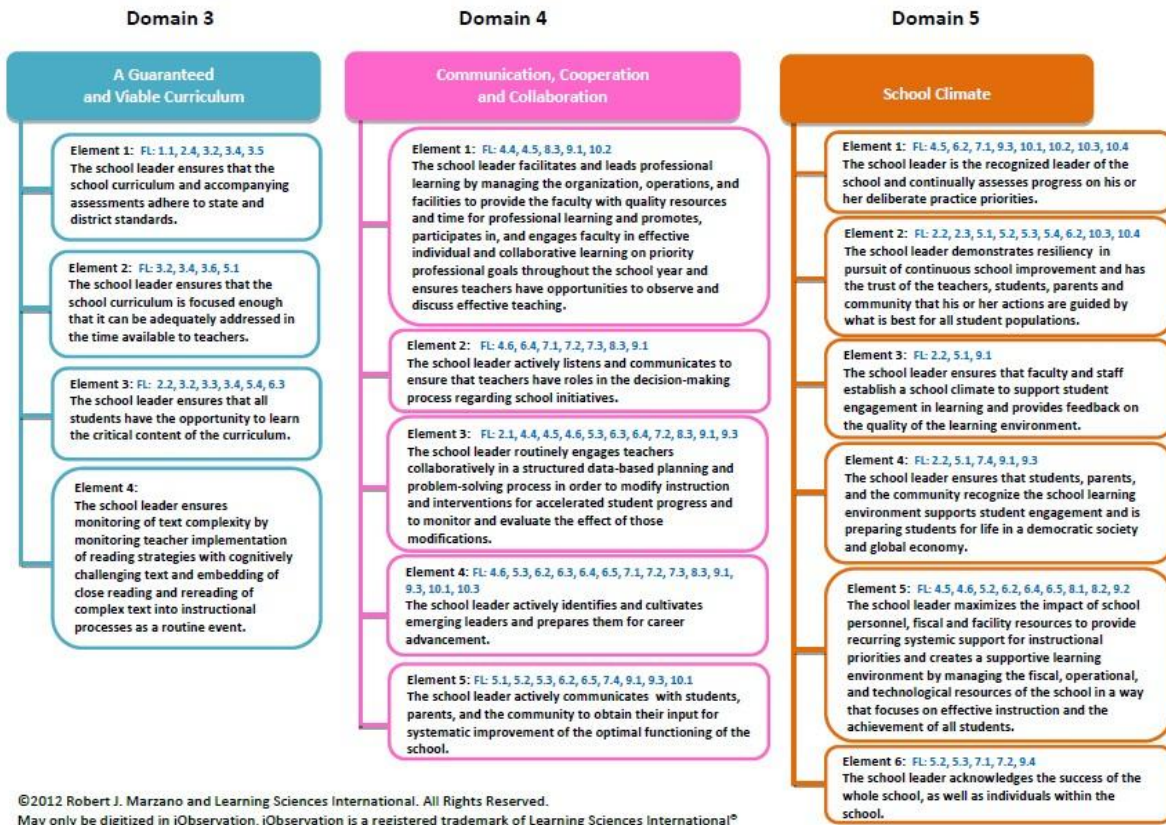 Domain 3
A Guaranteed
and Viable Curriculum
Element 1: FL: 1.1, 2.4, 3.2, 3.4, 3.5
The school leader ensures that the
school curriculum and accompanying
assessments adhere to state and
district standards.
Element 2: FL: 3.2, 3.4, 3.6, 5.1
The school leader ensures that the
school curriculum is focused enough
that it can be adequately addressed in
the time available to teachers.
Element 3: FL: 2.2, 3.2, 3.3, 3.4, 5.4, 6.3
The school leader ensures that all
students have the opportunity to learn
the critical content of the curriculum.
Element 4:
The school leader ensures
monitoring of text complexity by
monitoring teacher implementation
of reading strategies with cognitively
challenging text and embedding of
close reading and rereading of
complex text into instructional
processes as a routine event.
Domain 4
Communication, Cooperation
and Collaboration
Element 1: FL: 4.4, 4.5, 8.3, 9.1, 10.2
The school leader facilitates and leads professional
learning by managing the organization, operations, and
facilities to provide the faculty with quality resources
and time for professional learning and promotes,
participates in, and engages faculty in effective
individual and collaborative learning on priority
professional goals throughout the school year and
ensures teachers have opportunities to observe and
discuss effective teaching.
Element 2: FL: 4.6, 6.4, 7.1, 7.2, 7.3, 8.3, 9.1
The school leader actively listens and communicates to
ensure that teachers have roles in the decision-making
process regarding school initiatives.
Element 3: FL: 2.1, 4.4, 4.5, 4.6, 5.3, 6.3, 6.4, 7.2, 8.3, 9.1, 9.3
The school leader routinely engages teachers
collaboratively in a structured data-based planning and
problem-solving process in order to modify instruction
and interventions for accelerated student progress and
to monitor and evaluate the effect of those
modifications.
Element 4: FL: 4.6, 5.3, 6.2, 6.3, 6.4, 6.5, 7.1, 7.2, 7.3, 8.3, 9.1,
9.3, 10.1, 10.3
The school leader actively identifies and cultivates
emerging leaders and prepares them for career
advancement.
Element 5: FL: 5.1, 5.2, 5.3, 6.2, 6.5, 7.4, 9.1, 9.3, 10.1
The school leader actively communicates with students,
parents, and the community to obtain their input for
systematic improvement of the optimal functioning of the
school.
Domain 5
School Climate
Element 1: FL: 4.5, 6.2, 7.1, 9.3, 10.1, 10.2, 10.3, 10.4
The school leader is the recognized leader of the
school and continually assesses progress on his or
her deliberate practice priorities.
Element 2: FL: 2.2, 2.3, 5.1, 5.2, 5.3, 5.4, 6.2, 10.3, 10.4
The school leader demonstrates resiliency in
pursuit of continuous school improvement and has
the trust of the teachers, students, parents and
community that his or her actions are guided by
what is best for all student populations.
Element 3: FL: 2.2, 5.1, 9.1
The school leader ensures that faculty and staff
establish a school climate to support student
engagement in learning and provides feedback on
the quality of the learning environment.
Element 4: FL: 2.2, 5.1, 7.4, 9.1, 9.3
The school leader ensures that students, parents,
and the community recognize the school learning
environment supports student engagement and is
preparing students for life in a democratic society
and global economy.
Element 5: FL: 4.5, 4.6, 5.2, 6.2, 6.4, 6.5, 8.1, 8.2, 9.2
The school leader maximizes the impact of school
personnel, fiscal and facility resources to provide
recurring systemic support for instructional
priorities and creates a supportive learning
environment by managing the fiscal, operational,
and technological resources of the school in a way
that focuses on effective instruction and the
achievement of all students.
Element 6: FL: 5.2, 5.3, 7.1, 7.2, 9.4
The school leader acknowledges the success of the
whole school, as well as individuals within the
school.
©2012 Robert J. Marzano and Learning Sciences International. All Rights Reserved.
May only be digitized in iObservation. iObservation is a registered trademark of Learning Sciences International®